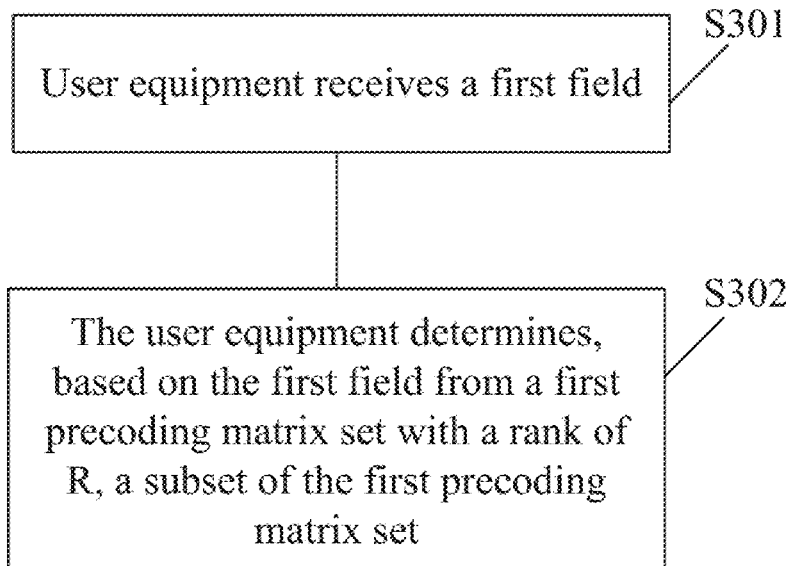 S301
User equipment receives a first field
S302
The user equipment determines,
based on the first field from a first
precoding matrix set with a rank of
R, a subset of the first precoding
matrix set